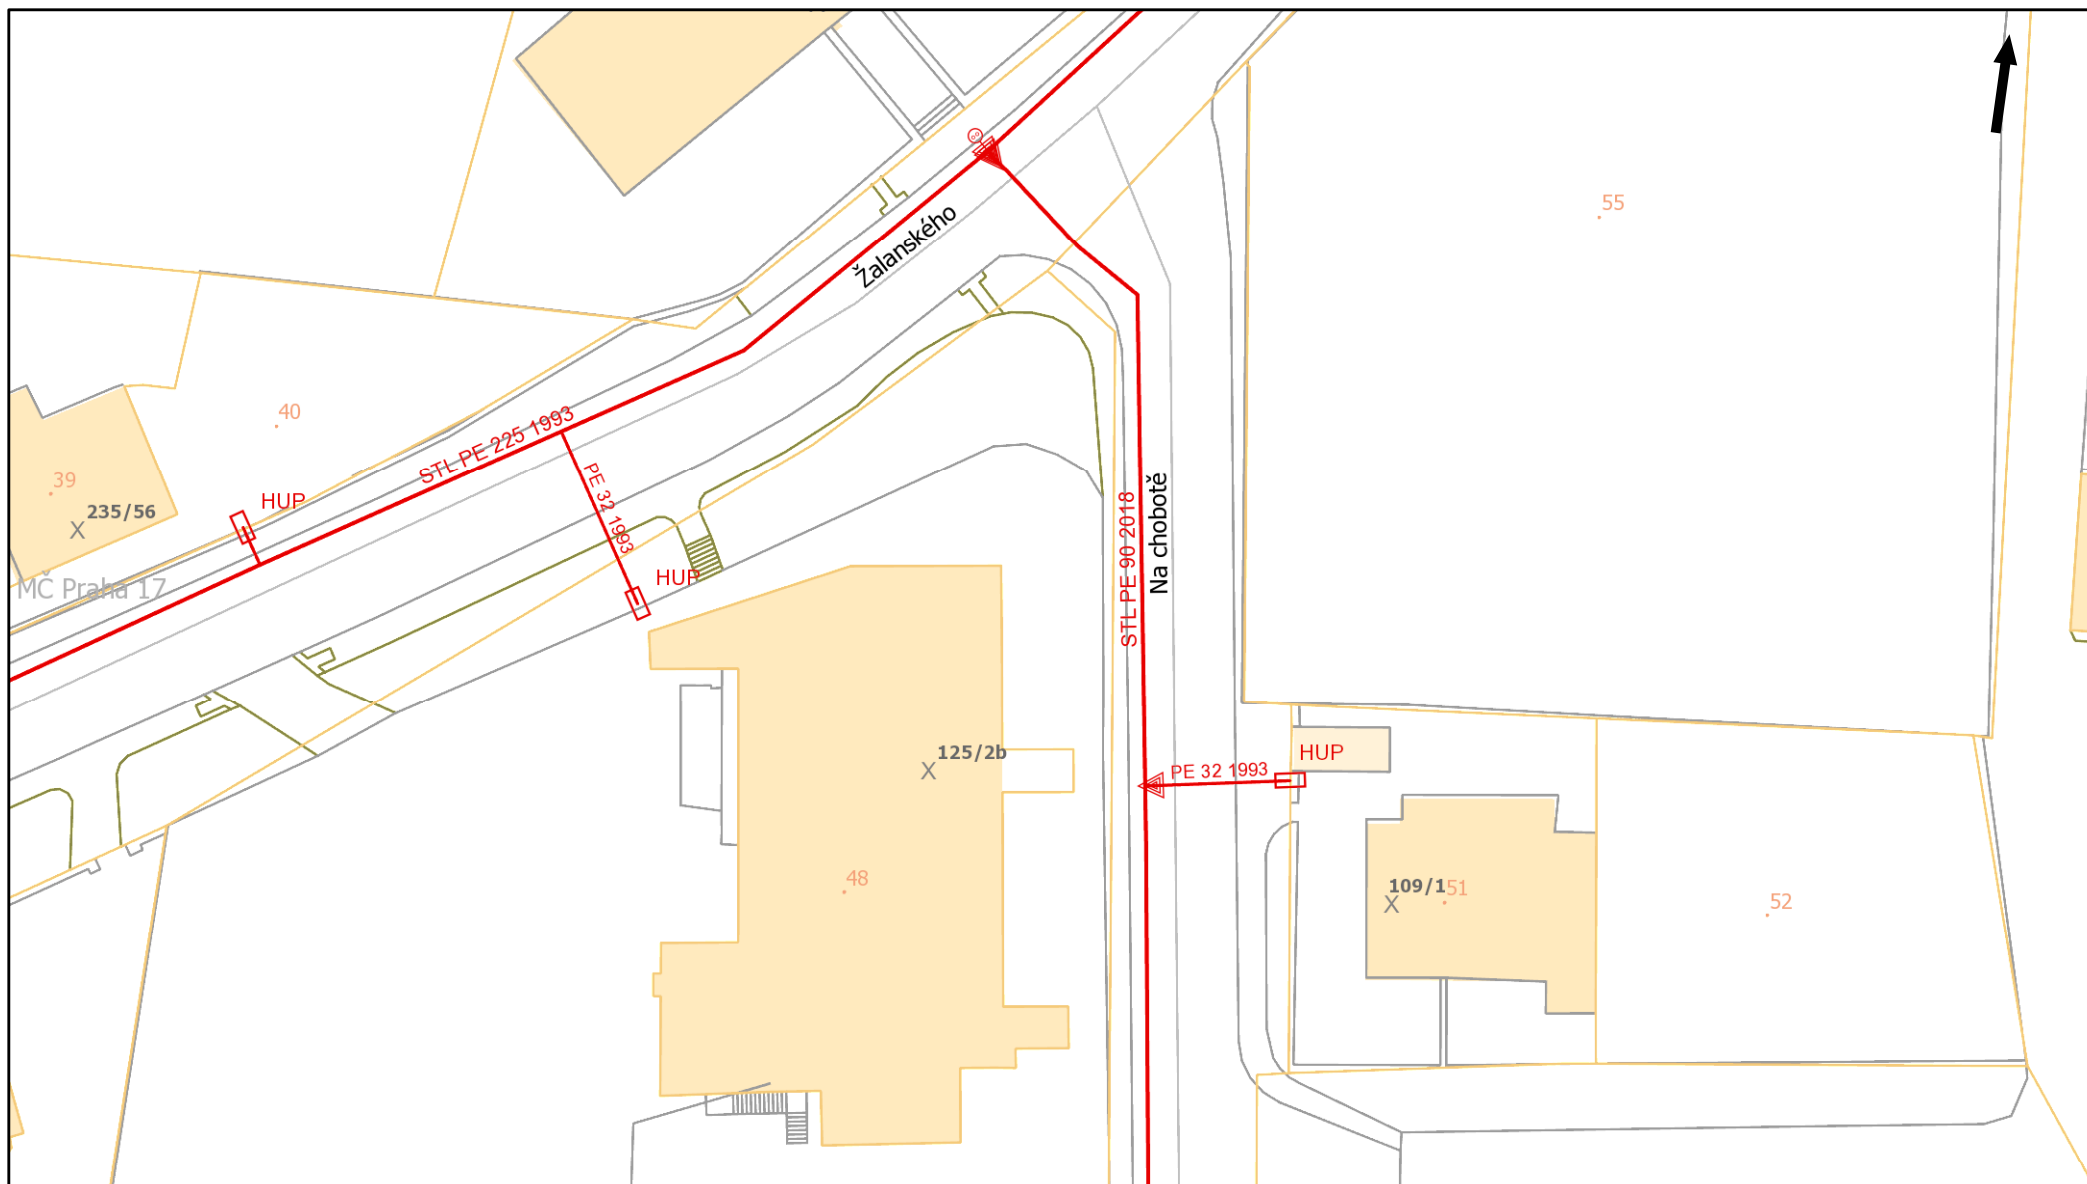 55
Žalanského
40
STL PE 225 1993
39
235/56
HUP
PE 32 1993
HUP
MČ Praha 17
STL PE 90 2018
Na chobotě
125/2b
HUP
PE 32 1993
48
109/1
51
52